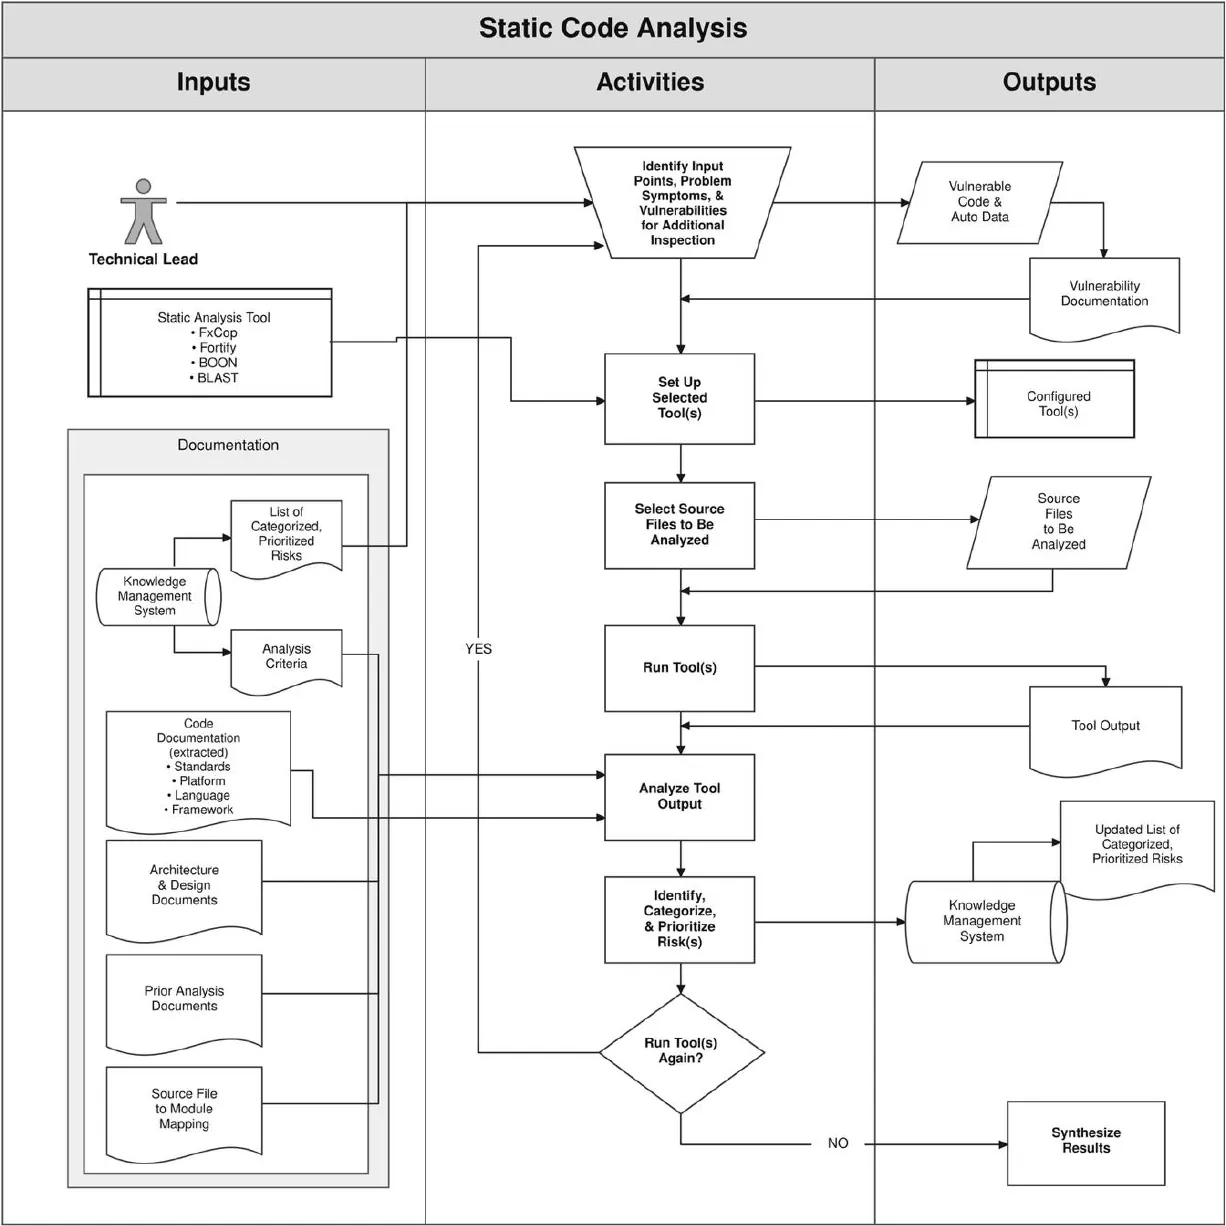 Static Code Analysis
Inputs
Activities
Outputs
Technical Lead
Static Analysis Tool
• FxCop
• Fortify
• BOON
• BLAST
Documentation
List of
Categorized,
Prioritized
Risks
Knowledge
Management
System
Analysis
Criteria
Code
Documentation
(extracted)
• Standards
• Platform
• Language
• Framework
Architecture
& Design
Documents
Prior Analysis
Documents
Source File
to Module
Mapping
Identify Input
Points, Problem
Symptoms, &
Vulnerabilities
for Additional
Inspection
Set Up
Selected
Tool(s)
Select Source
Files to Be
Analyzed
YES
Run Tool(s)
Analyze Tool
Output
Identify,
Categorize,
& Prioritize
Risk(s)
Run Tool(s)
Again?
NO
Vulnerable
Code &
Auto Data
Vulnerability
Documentation
Configured
Tool(s)
Source
Files
to Be
Analyzed
Tool Output
Updated List of
Categorized,
Prioritized Risks
Knowledge
Management
System
Synthesize
Results